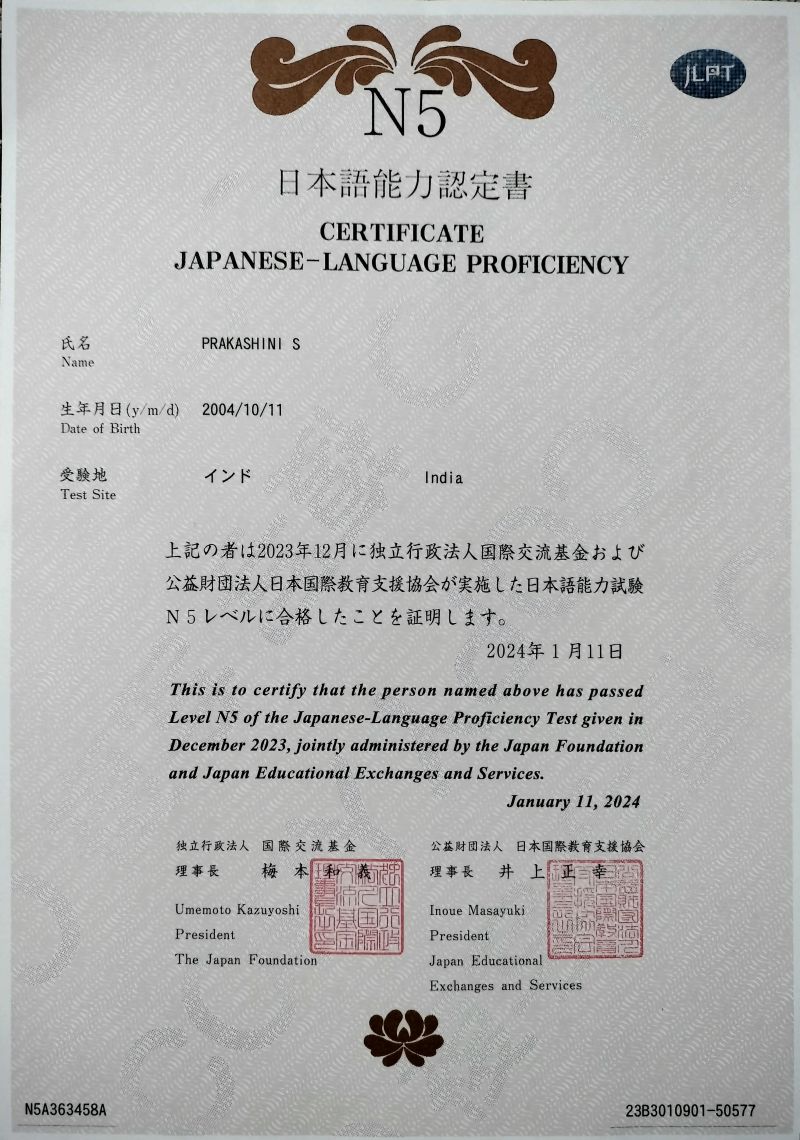 N5
JLPT
日本語能力認定書
CERTIFICATE
JAPANESE-LANGUAGE PROFICIENCY
氏名 PRAKASHINI S
Name
生年月日(y/m/d) 2004/10/11
Date of Birth
受験地 インド India
Test Site
上記の者は2023年12月に独立行政法人国際交流基金および
公益財団法人日本国際教育支援協会が実施した日本語能力試験
N5レベルに合格したことを証明します。
2024年1月11日
This is to certify that the person named above has passed
Level N5 of the Japanese-Language Proficiency Test given in
December 2023, jointly administered by the Japan Foundation
and Japan Educational Exchanges and Services.
January 11, 2024
独立行政法人 国際交流基金
理事長 梅本和義
Umemoto Kazuyoshi
President
The Japan Foundation
公益財団法人 日本国際教育支援協会
理事長 井上正幸
Inoue Masayuki
President
Japan Educational
Exchanges and Services
N5A363458A
23B3010901-50577